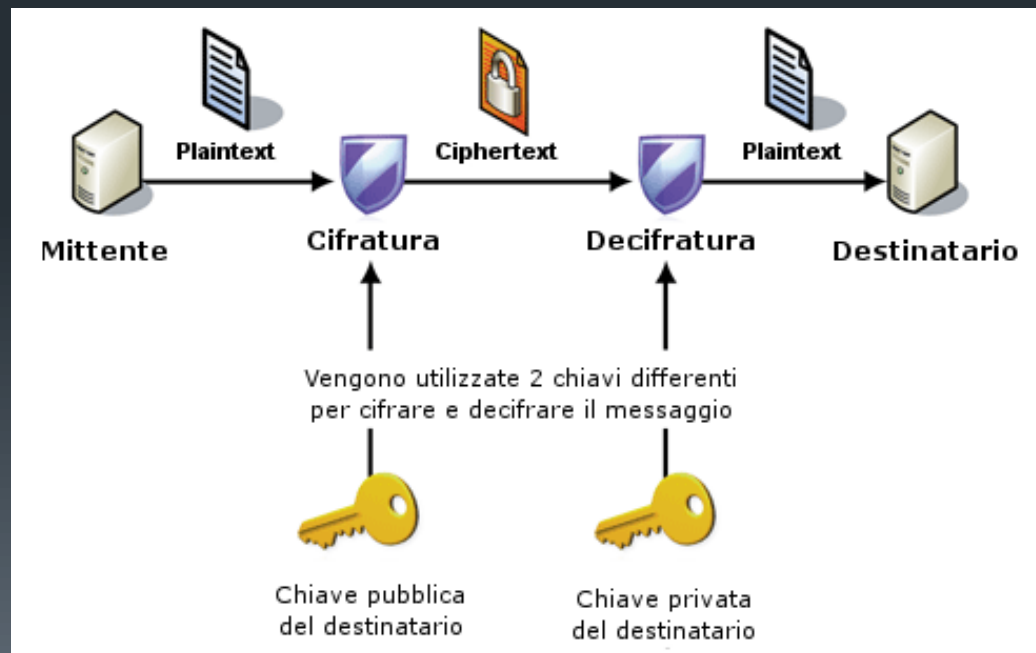 Plaintext
Ciphertext
Plaintext
Mittente
Cifratura
Decifratura
Destinatario
Vengono utilizzate 2 chiavi differenti
per cifrare e decifrare il messaggio
Chiave pubblica
del destinatario
Chiave privata
del destinatario